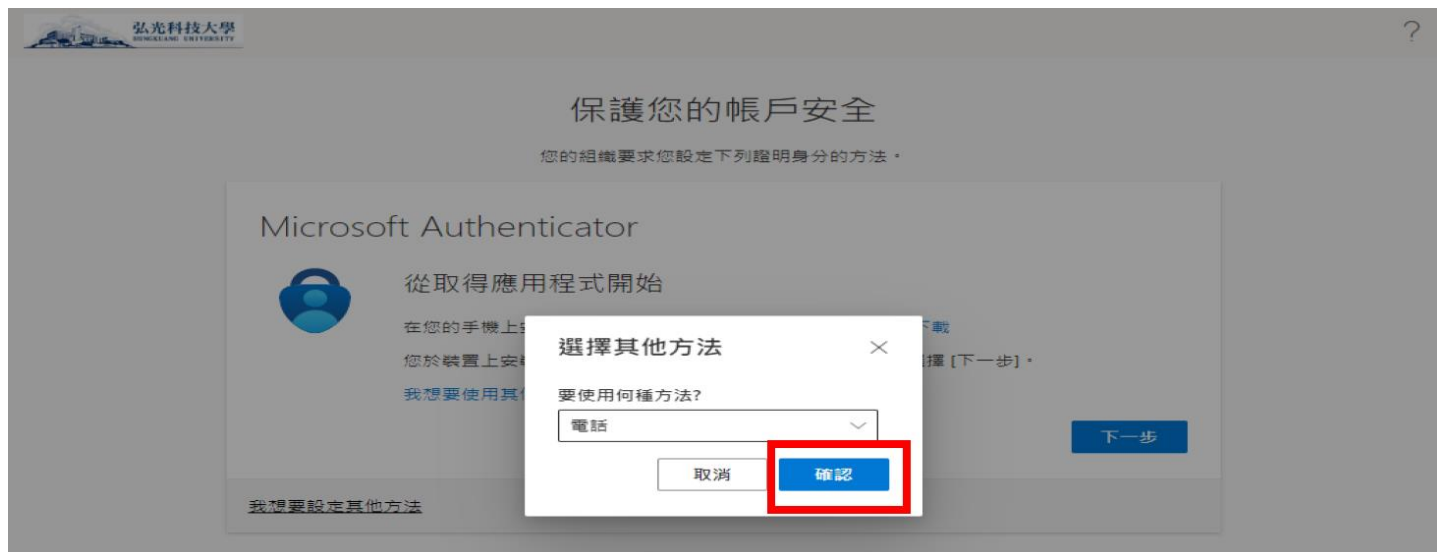 弘光科技大學
HUNGKUANG UNIVERSITY
?
保護您的帳戶安全
您的組織要求您設定下列證明身分的方法。
Microsoft Authenticator
從取得應用程式開始
在您的手機上
下載
您於裝置上安
擇 [下一步]。
我想要使用其
選擇其他方法
要使用何種方法?
電話
取消
確認
下一步
我想要設定其他方法